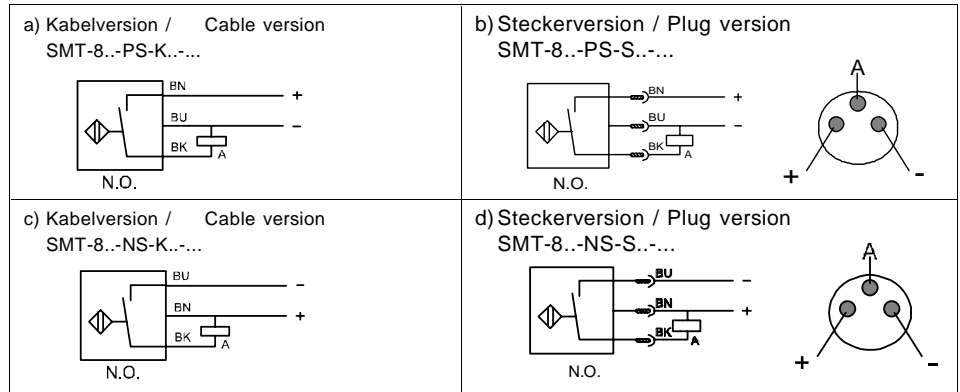 a) Kabelversion / Cable version
SMT-8..-PS-K..-...
BN
+
BU
-
BK
A
N.O.
b) Steckerversion / Plug version
SMT-8..-PS-S..-...
BN
+
BU
-
BK
A
N.O.
A
+
-
c) Kabelversion / Cable version
SMT-8..-NS-K..-...
BU
-
BN
+
BK
A
N.O.
d) Steckerversion / Plug version
SMT-8..-NS-S..-...
BU
-
BN
+
BK
A
N.O.
A
+
-